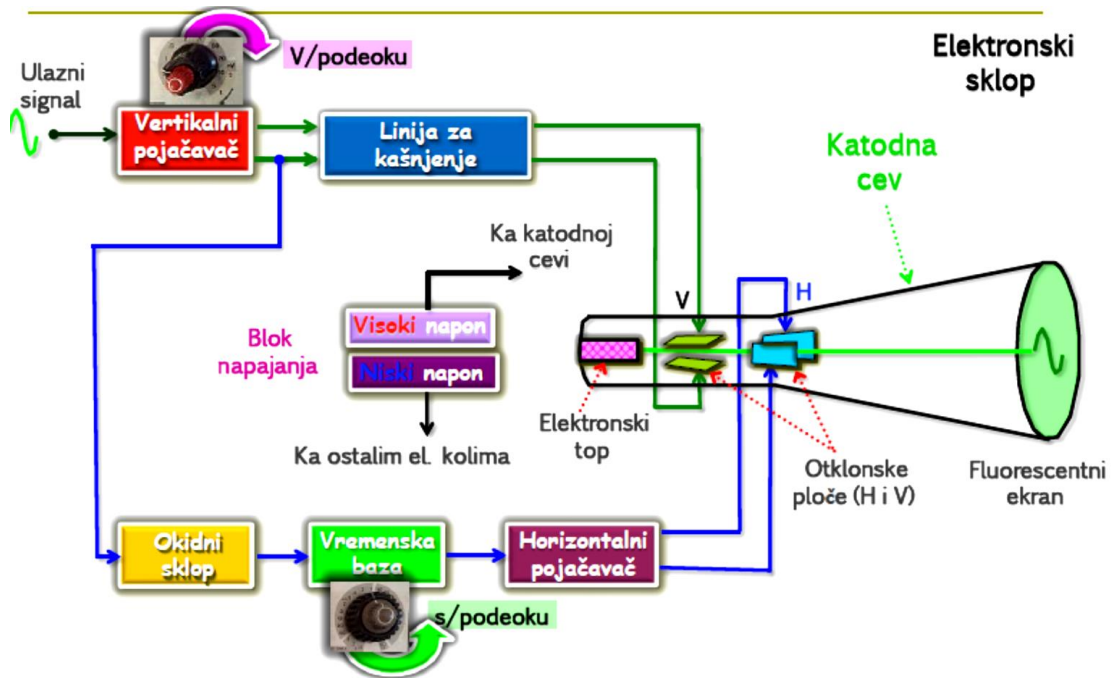 Elektronski
sklop
V/podeoku
Ulazni
signal
Vertikalni
pojačavač
Linija za
kašnjenje
Katodna
cev
Ka katodnoj
cevi
V
H
Blok
napajanja
Visoki napon
Niski napon
Ka ostalim el. kolima
Elektronski
top
Otklonske
ploče (H i V)
Fluorescentni
ekran
Okidni
sklop
Vremenska
baza
Horizontalni
pojačavač
s/podeoku